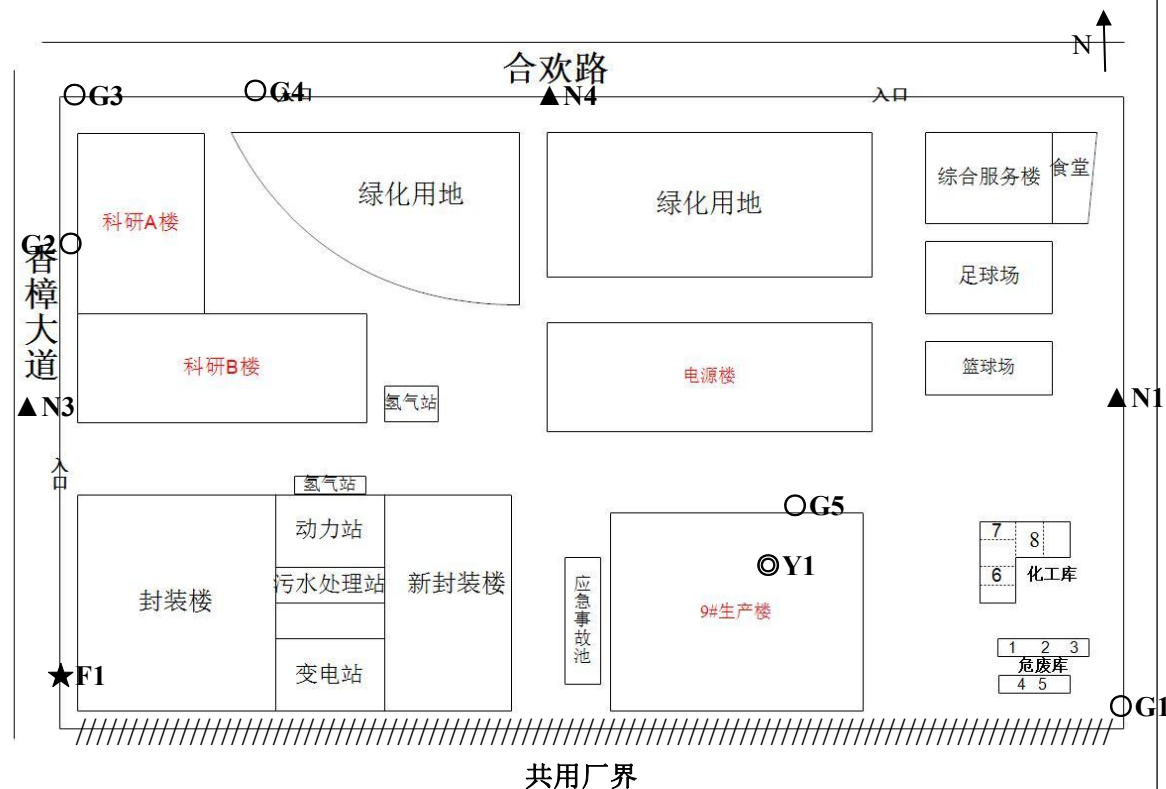 N
合欢路
G3
G4
入口
N4
入口
绿化用地
绿化用地
综合服务楼
食堂
科研A楼
G2
香樟大道
足球场
科研B楼
电源楼
篮球场
氢气站
N3
N1
入口
氢气站
G5
动力站
7
8
Y1
污水处理站
新封装楼
封装楼
应急事故池
9#生产楼
6
化工库
1 2 3
危废库
4 5
F1
变电站
G1
共用厂界